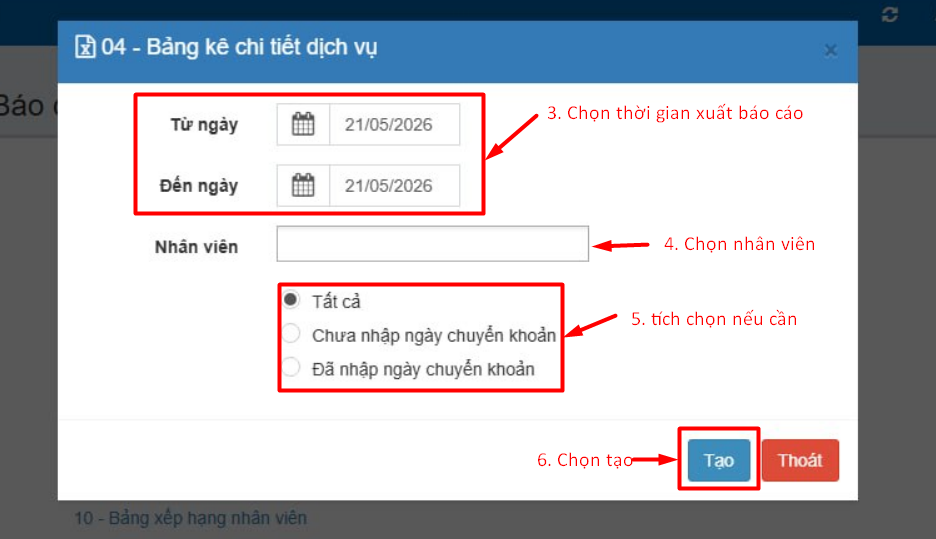 04 - Bảng kê chi tiết dịch vụ
×
Báo
Từ ngày
21/05/2026
3. Chọn thời gian xuất báo cáo
Đến ngày
21/05/2026
Nhân viên
4. Chọn nhân viên
Tất cả
Chưa nhập ngày chuyển khoản
Đã nhập ngày chuyển khoản
5. tích chọn nếu cần
6. Chọn tạo
Tạo
Thoát
10 - Bảng xếp hạng nhân viên